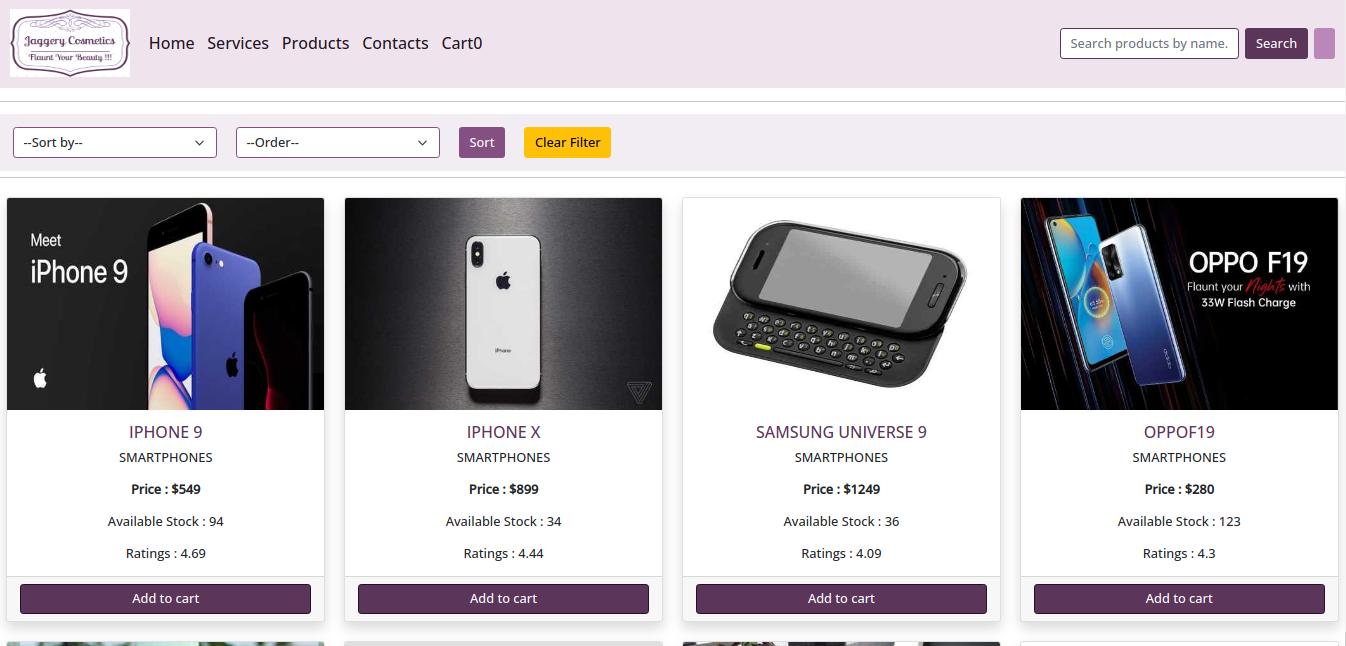 Jaggery Cosmetics
Flaunt Your Beauty !!!
Home Services Products Contacts Cart0
Search products by name.
Search
--Sort by--
--Order--
Sort
Clear Filter
Meet
iPhone 9
iPhone
OPPO F19
Flaunt your Nights with
33W Flash Charge
IPHONE 9
SMARTPHONES
Price : $549
Available Stock : 94
Ratings : 4.69
Add to cart
IPHONE X
SMARTPHONES
Price : $899
Available Stock : 34
Ratings : 4.44
Add to cart
SAMSUNG UNIVERSE 9
SMARTPHONES
Price : $1249
Available Stock : 36
Ratings : 4.09
Add to cart
OPPOF19
SMARTPHONES
Price : $280
Available Stock : 123
Ratings : 4.3
Add to cart